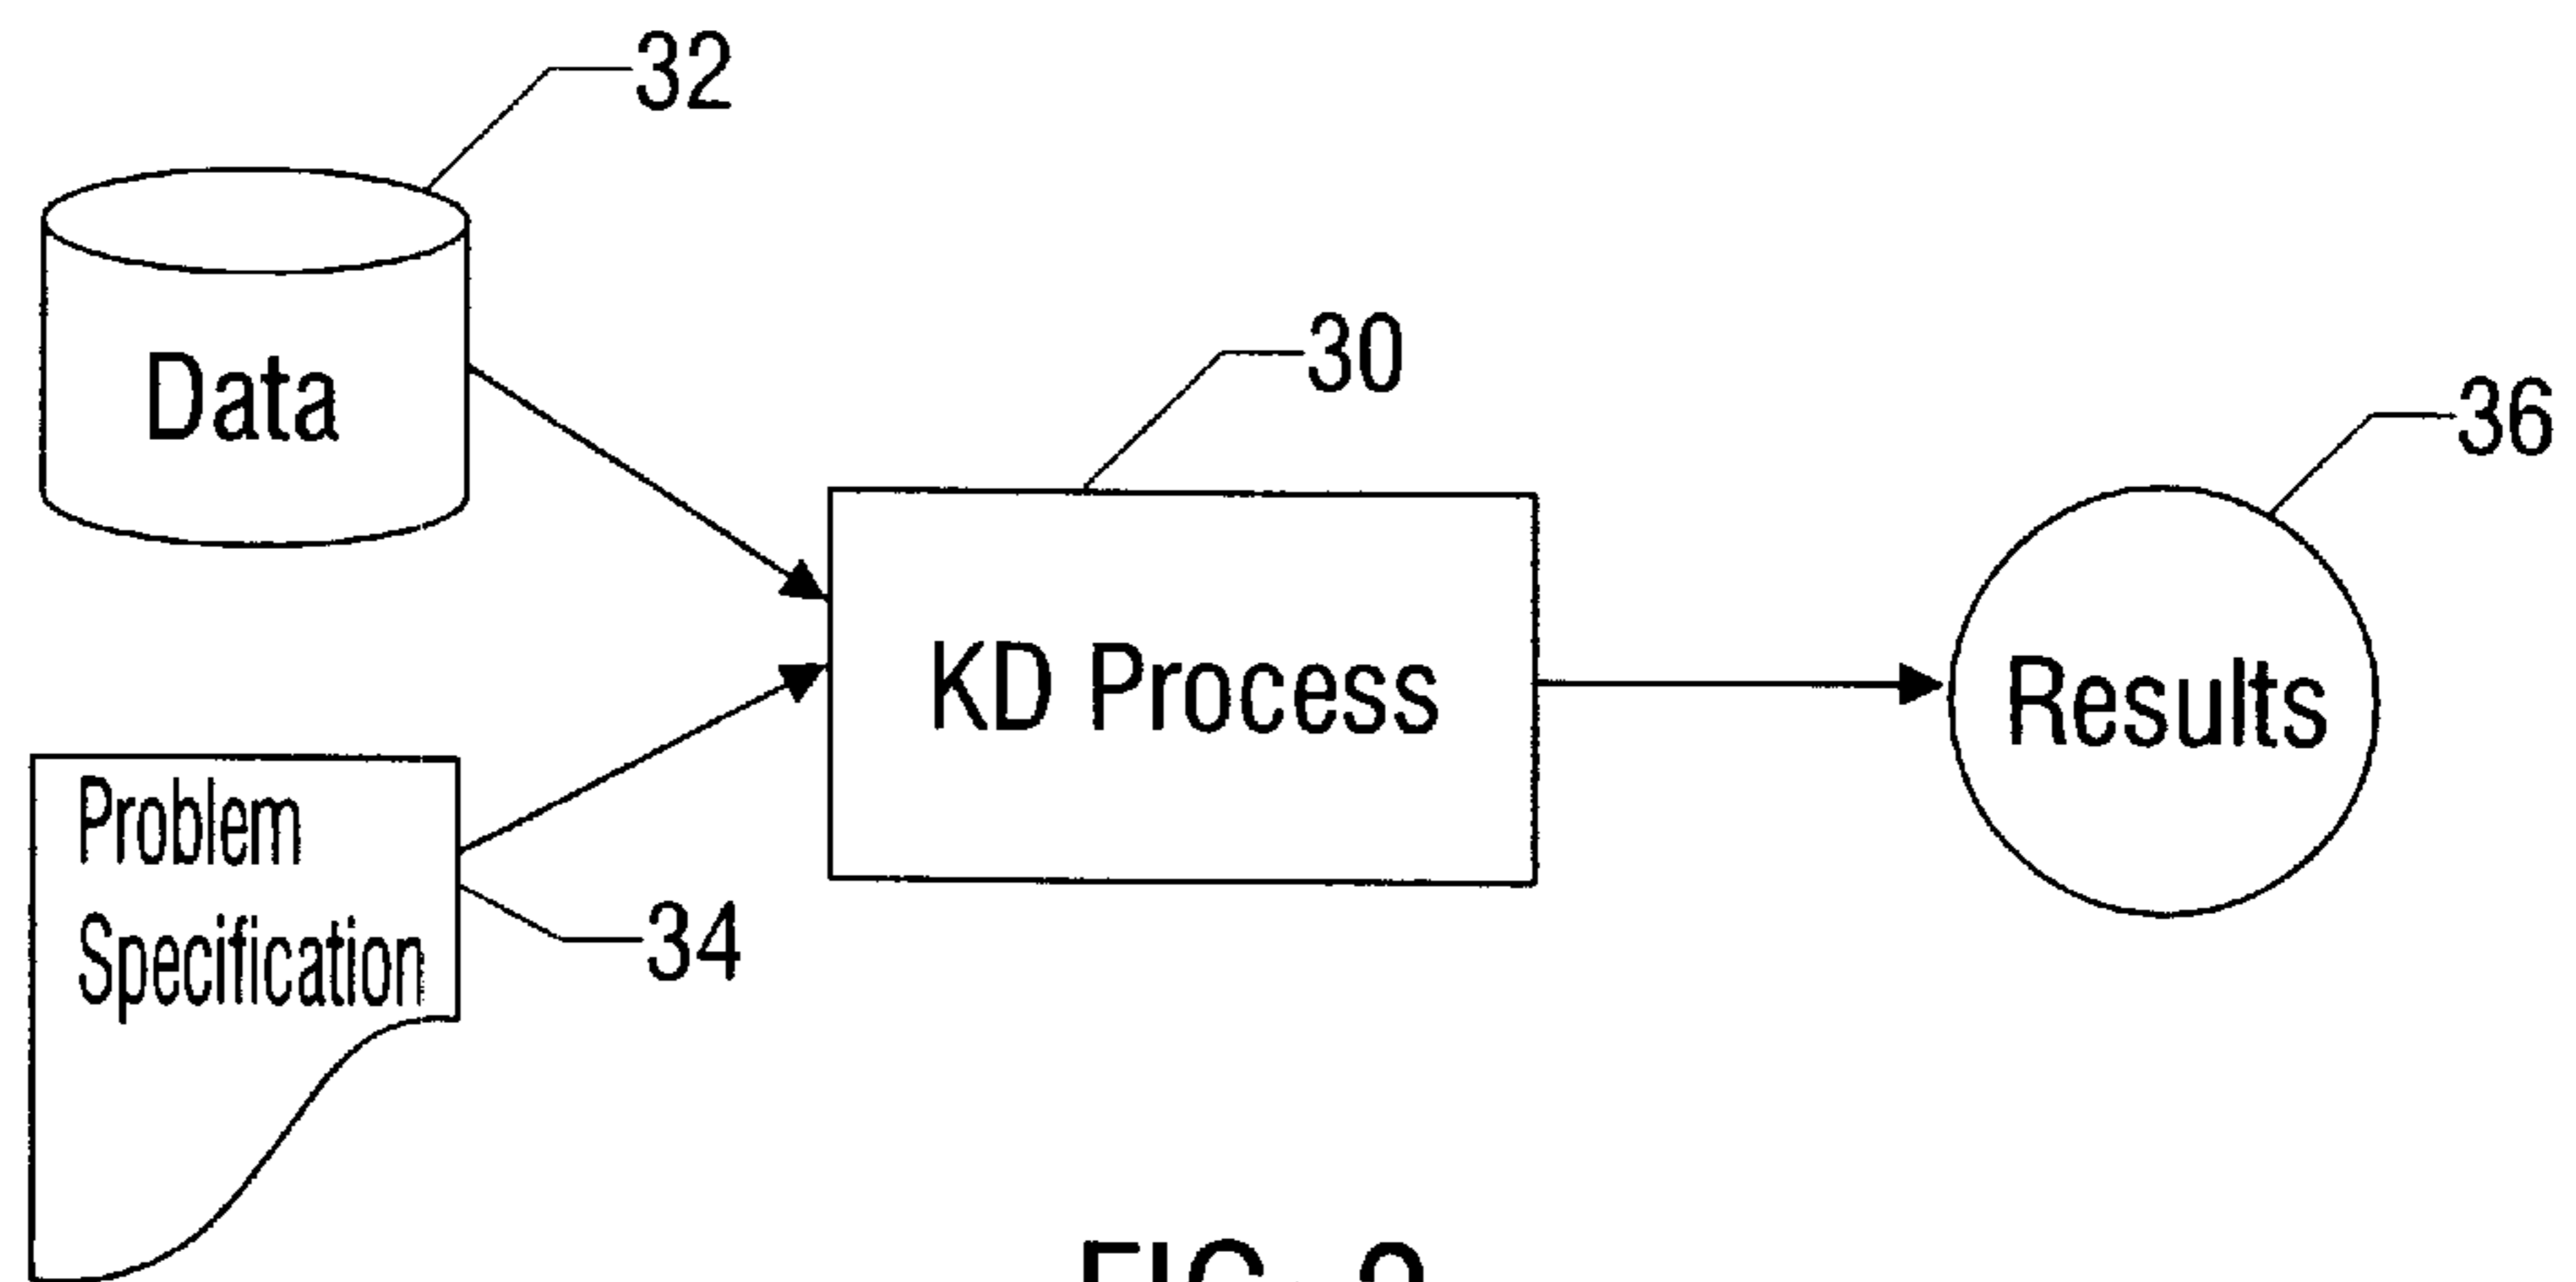 32
Data
30
36
KD Process
Results
Problem
Specification
34